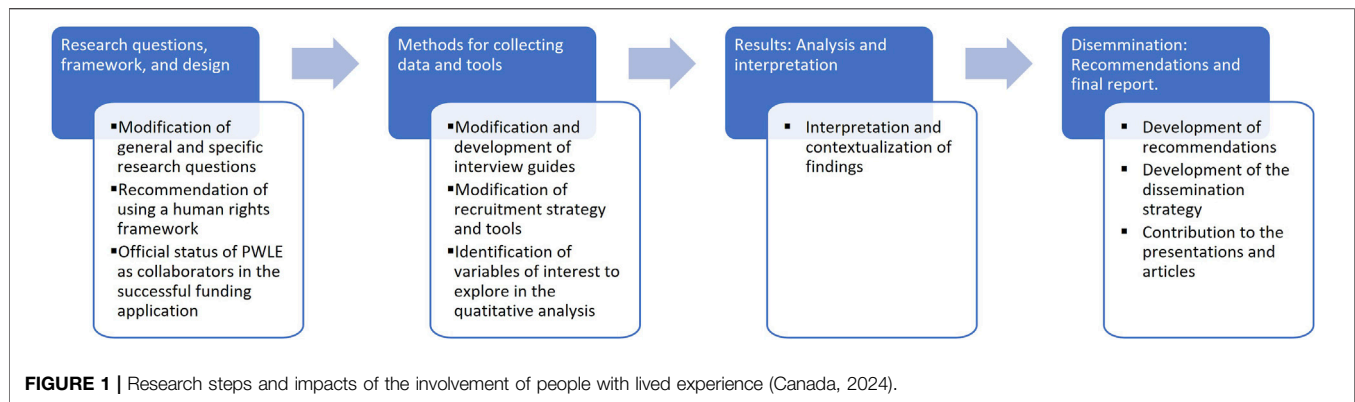 Research questions,
framework, and design
▪Modification of
general and specific
research questions
▪Recommendation of
using a human rights
framework
▪Official status of PWLE
as collaborators in the
successful funding
application
Methods for collecting
data and tools
▪Modification and
development of
interview guides
▪Modification of
recruitment strategy
and tools
▪Identification of
variables of interest to
explore in the
quatitative analysis
Results: Analysis and
interpretation
▪ Interpretation and
contextualization of
findings
Disemmination:
Recommendations and
final report.
▪ Development of
recommendations
▪ Development of the
dissemination
strategy
▪ Contribution to the
presentations and
articles
FIGURE 1 | Research steps and impacts of the involvement of people with lived experience (Canada, 2024).